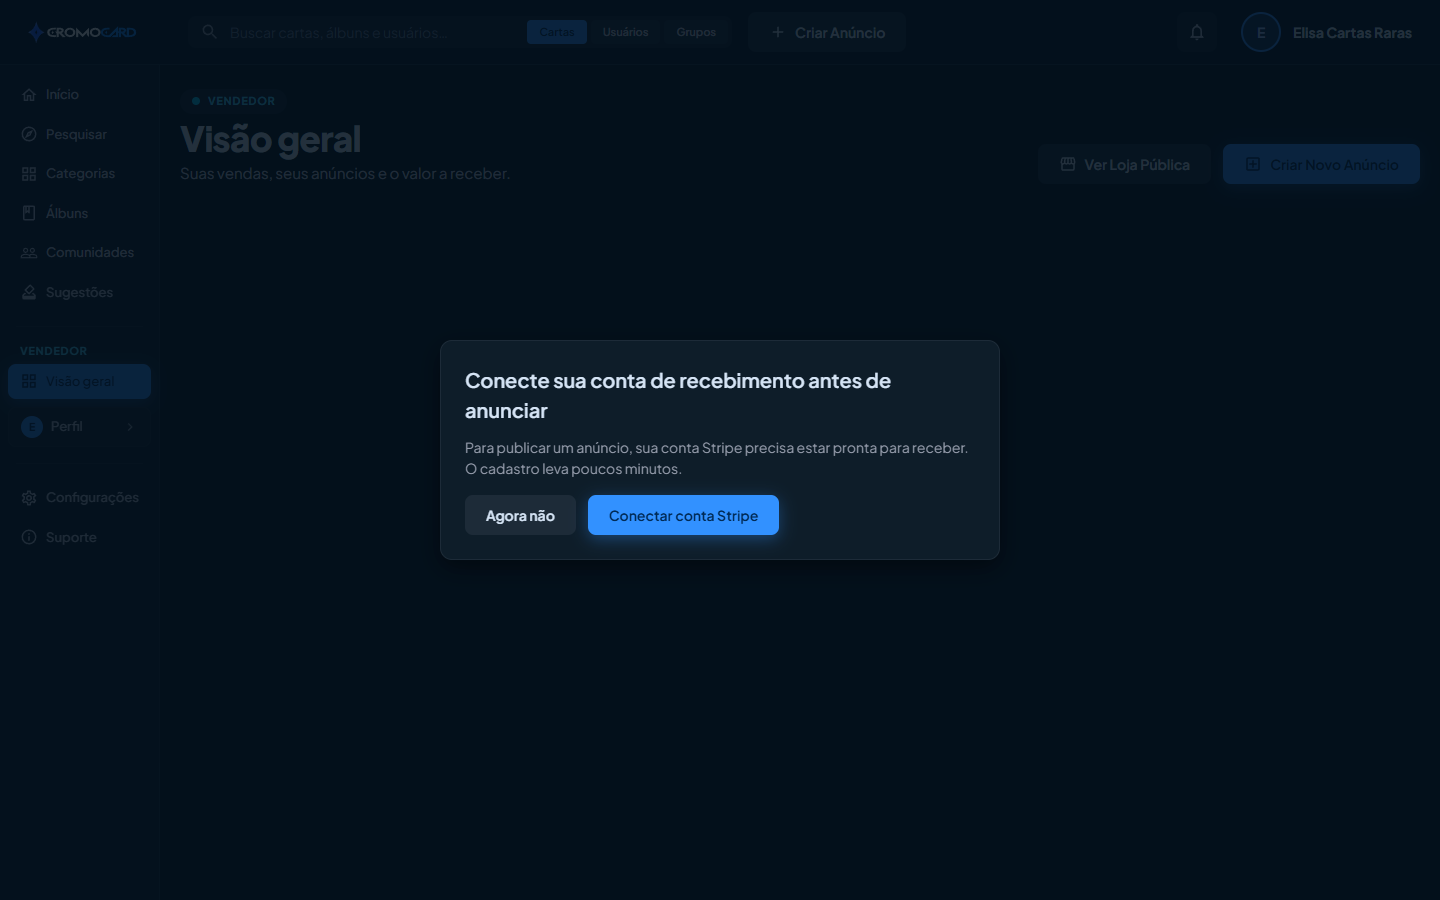 CROMOCARD
Buscar cartas, álbuns e usuários...
Cartas
Usuários
Grupos
Criar Anúncio
E
Elisa Cartas Raras
Início
Pesquisar
Categorias
Álbuns
Comunidades
Sugestões
VENDEDOR
Visão geral
E
Perfil
Configurações
Suporte
VENDEDOR
Visão geral
Suas vendas, seus anúncios e o valor a receber.
Ver Loja Pública
Criar Novo Anúncio
Conecte sua conta de recebimento antes de
anunciar
Para publicar um anúncio, sua conta Stripe precisa estar pronta para receber.
O cadastro leva poucos minutos.
Agora não
Conectar conta Stripe